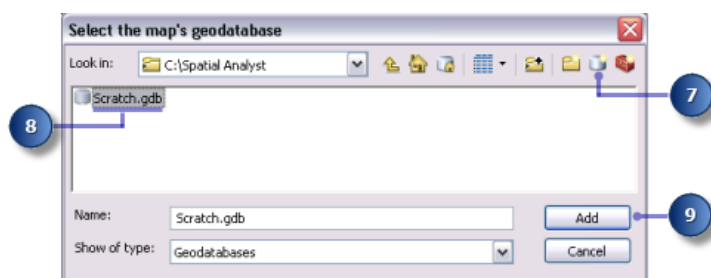 Select the map's geodatabase
Look in: C:\Spatial Analyst
7
Scratch.gdb
8
Name: Scratch.gdb Add
9
Show of type: Geodatabases Cancel